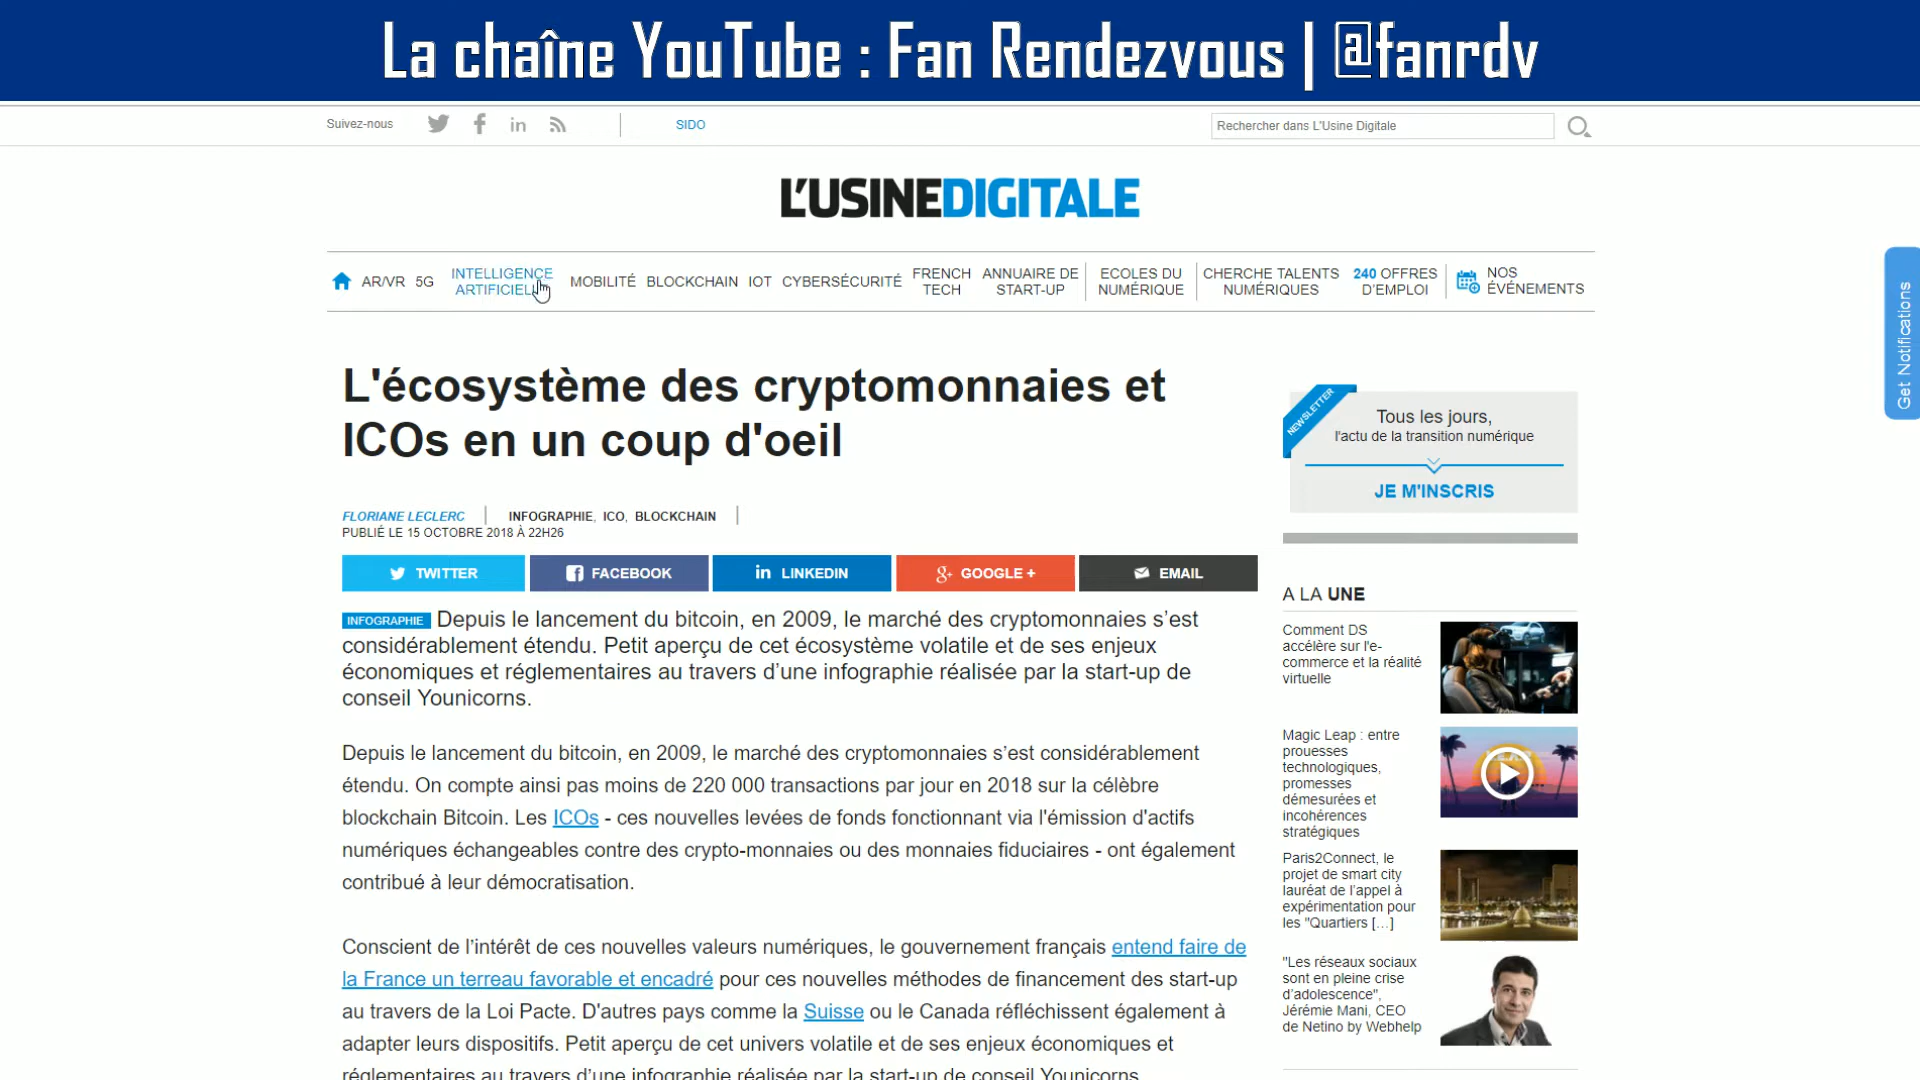 La chaîne YouTube : Fan Rendezvous | @fanrdv
Suivez-nous
SIDO
Rechercher dans L'Usine Digitale
L'USINEDIGITALE
AR/VR
5G
INTELLIGENCE
ARTIFICIELLE
MOBILITÉ
BLOCKCHAIN
IOT
CYBERSÉCURITÉ
FRENCH
TECH
ANNUAIRE DE
START-UP
ECOLES DU
NUMÉRIQUE
CHERCHE TALENTS
NUMÉRIQUES
240 OFFRES
D'EMPLOI
NOS
ÉVÉNEMENTS
Get Notifications
L'écosystème des cryptomonnaies et
ICOs en un coup d'oeil
FLORIANE LECLERC | INFOGRAPHIE, ICO, BLOCKCHAIN |
PUBLIÉ LE 15 OCTOBRE 2018 À 22H26
TWITTER
FACEBOOK
LINKEDIN
GOOGLE +
EMAIL
INFOGRAPHIE Depuis le lancement du bitcoin, en 2009, le marché des cryptomonnaies s’est
considérablement étendu. Petit aperçu de cet écosystème volatile et de ses enjeux
économiques et réglementaires au travers d’une infographie réalisée par la start-up de
conseil Younicorns.
Depuis le lancement du bitcoin, en 2009, le marché des cryptomonnaies s’est considérablement
étendu. On compte ainsi pas moins de 220 000 transactions par jour en 2018 sur la célèbre
blockchain Bitcoin. Les ICOs - ces nouvelles levées de fonds fonctionnant via l'émission d'actifs
numériques échangeables contre des crypto-monnaies ou des monnaies fiduciaires - ont également
contribué à leur démocratisation.
Conscient de l’intérêt de ces nouvelles valeurs numériques, le gouvernement français entend faire de
la France un terreau favorable et encadré pour ces nouvelles méthodes de financement des start-up
au travers de la Loi Pacte. D'autres pays comme la Suisse ou le Canada réfléchissent également à
adapter leurs dispositifs. Petit aperçu de cet univers volatile et de ses enjeux économiques et
réglementaires au travers d’une infographie réalisée par la start-up de conseil Younicorns.
NEWSLETTER
Tous les jours,
l'actu de la transition numérique
JE M'INSCRIS
A LA UNE
Comment DS
accélère sur l'e-
commerce et la réalité
virtuelle
Magic Leap : entre
prouesses
technologiques,
promesses
démesurées et
incohérences
stratégiques
Paris2Connect, le
projet de smart city
lauréat de l’appel à
expérimentation pour
les "Quartiers [...]
"Les réseaux sociaux
sont en pleine crise
d’adolescence",
Jérémie Mani, CEO
de Netino by Webhelp